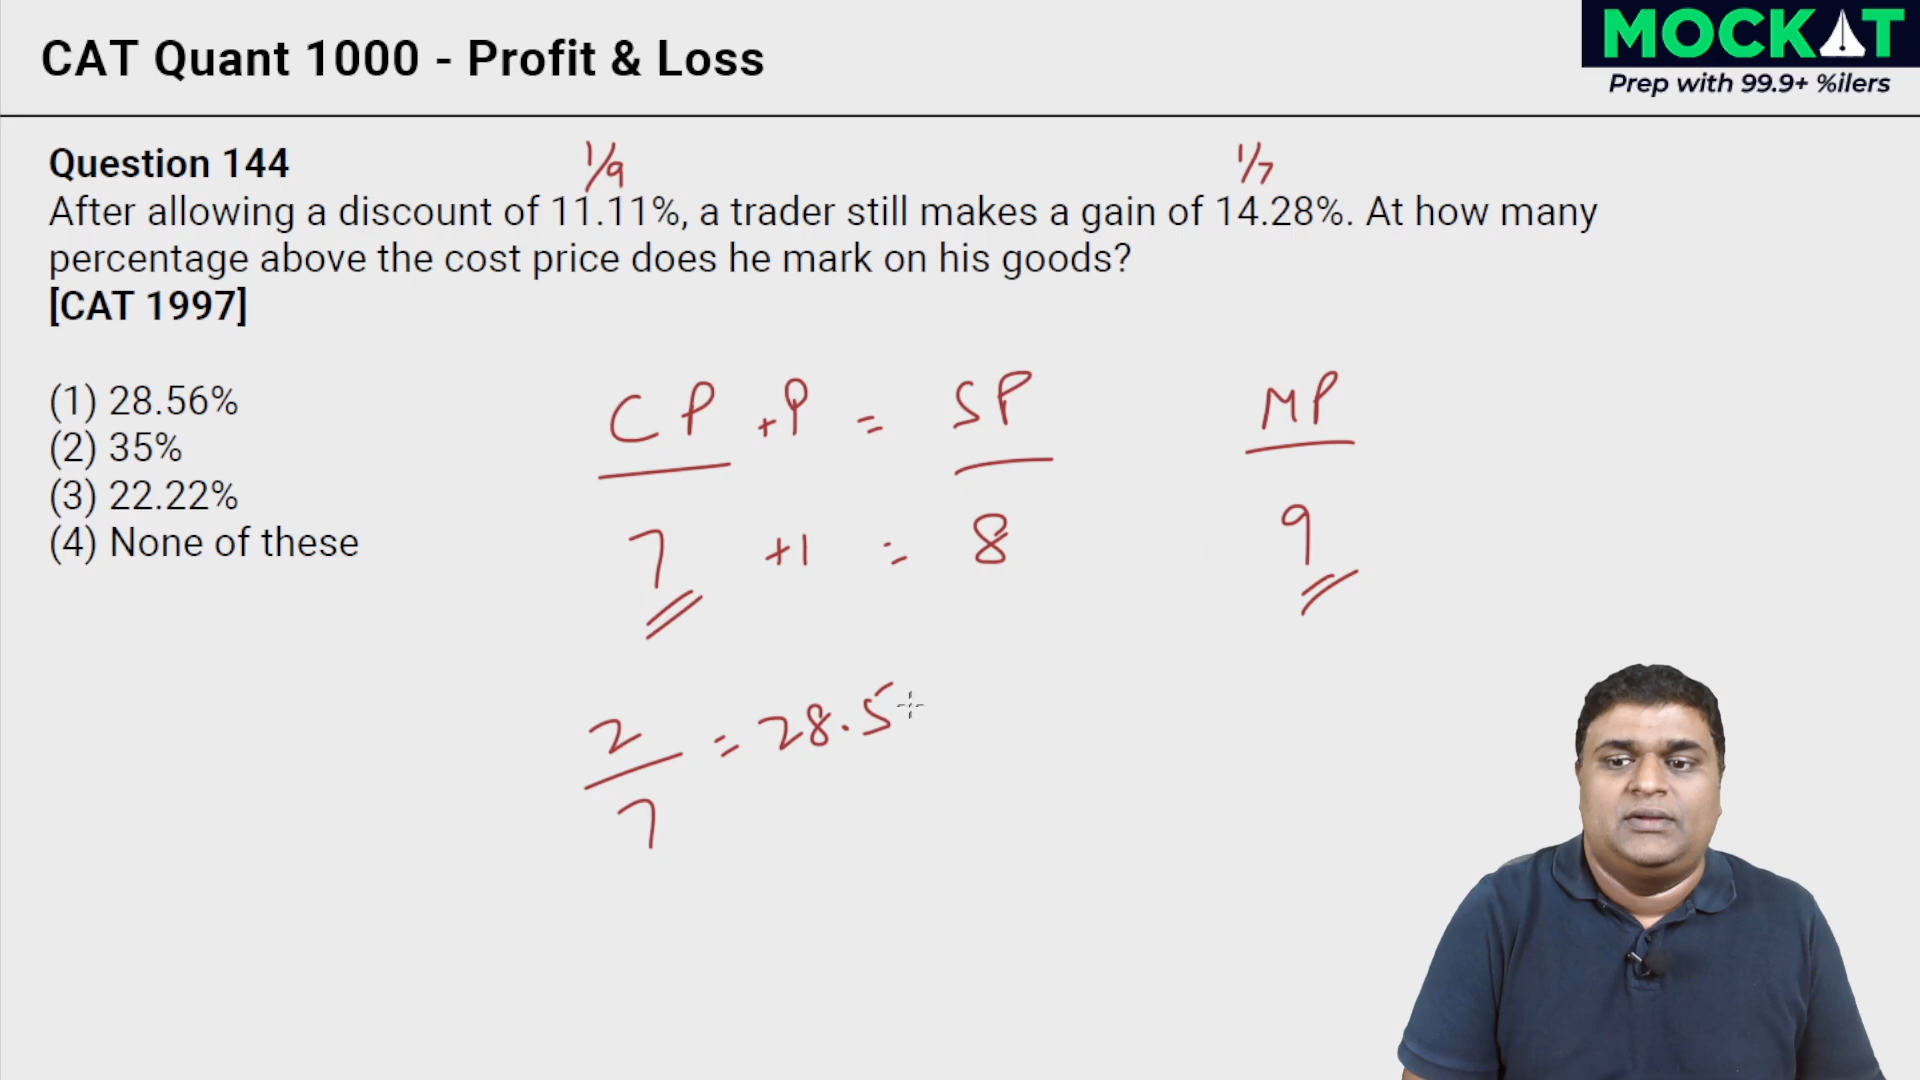 CAT Quant 1000 - Profit & Loss
MOCKAT
Prep with 99.9+ %ilers
Question 144
1/9
1/7
After allowing a discount of 11.11%, a trader still makes a gain of 14.28%. At how many
percentage above the cost price does he mark on his goods?
[CAT 1997]
(1) 28.56%
(2) 35%
(3) 22.22%
(4) None of these
CP + P = SP MP
7 +1 = 8 9
2/7 = 28.5